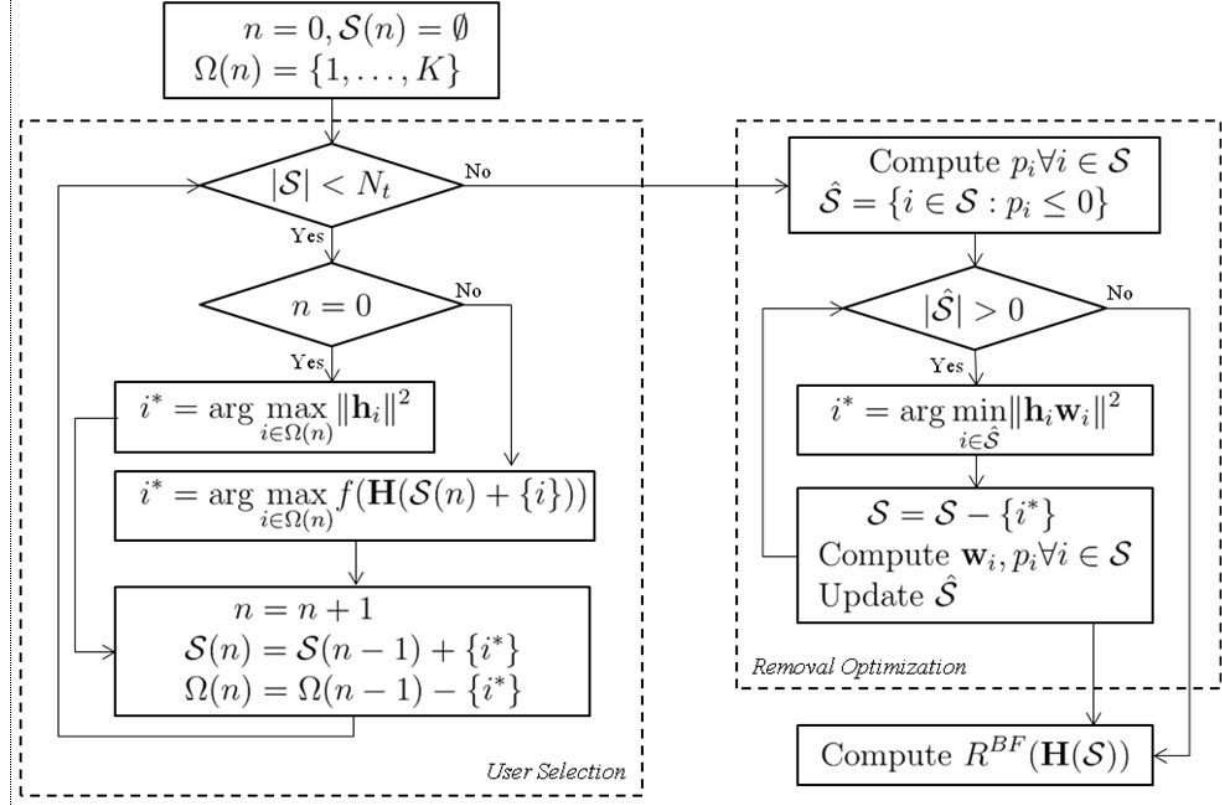 n = 0, 𝒮(n) = ∅
Ω(n) = {1, . . . , K}
|𝒮| < N_t
No
Yes
n = 0
No
Yes
i* = arg max_{i∈Ω(n)} ‖𝐡_i‖²
i* = arg max_{i∈Ω(n)} f(𝐇(𝒮(n) + {i}))
n = n + 1
𝒮(n) = 𝒮(n − 1) + {i*}
Ω(n) = Ω(n − 1) − {i*}
User Selection
Compute p_i ∀i ∈ 𝒮
𝒮̂ = {i ∈ 𝒮 : p_i ≤ 0}
|𝒮̂| > 0
No
Yes
i* = arg min_{i∈𝒮̂} ‖𝐡_i 𝐰_i‖²
𝒮 = 𝒮 − {i*}
Compute 𝐰_i, p_i ∀i ∈ 𝒮
Update 𝒮̂
Removal Optimization
Compute R^{BF}(𝐇(𝒮))